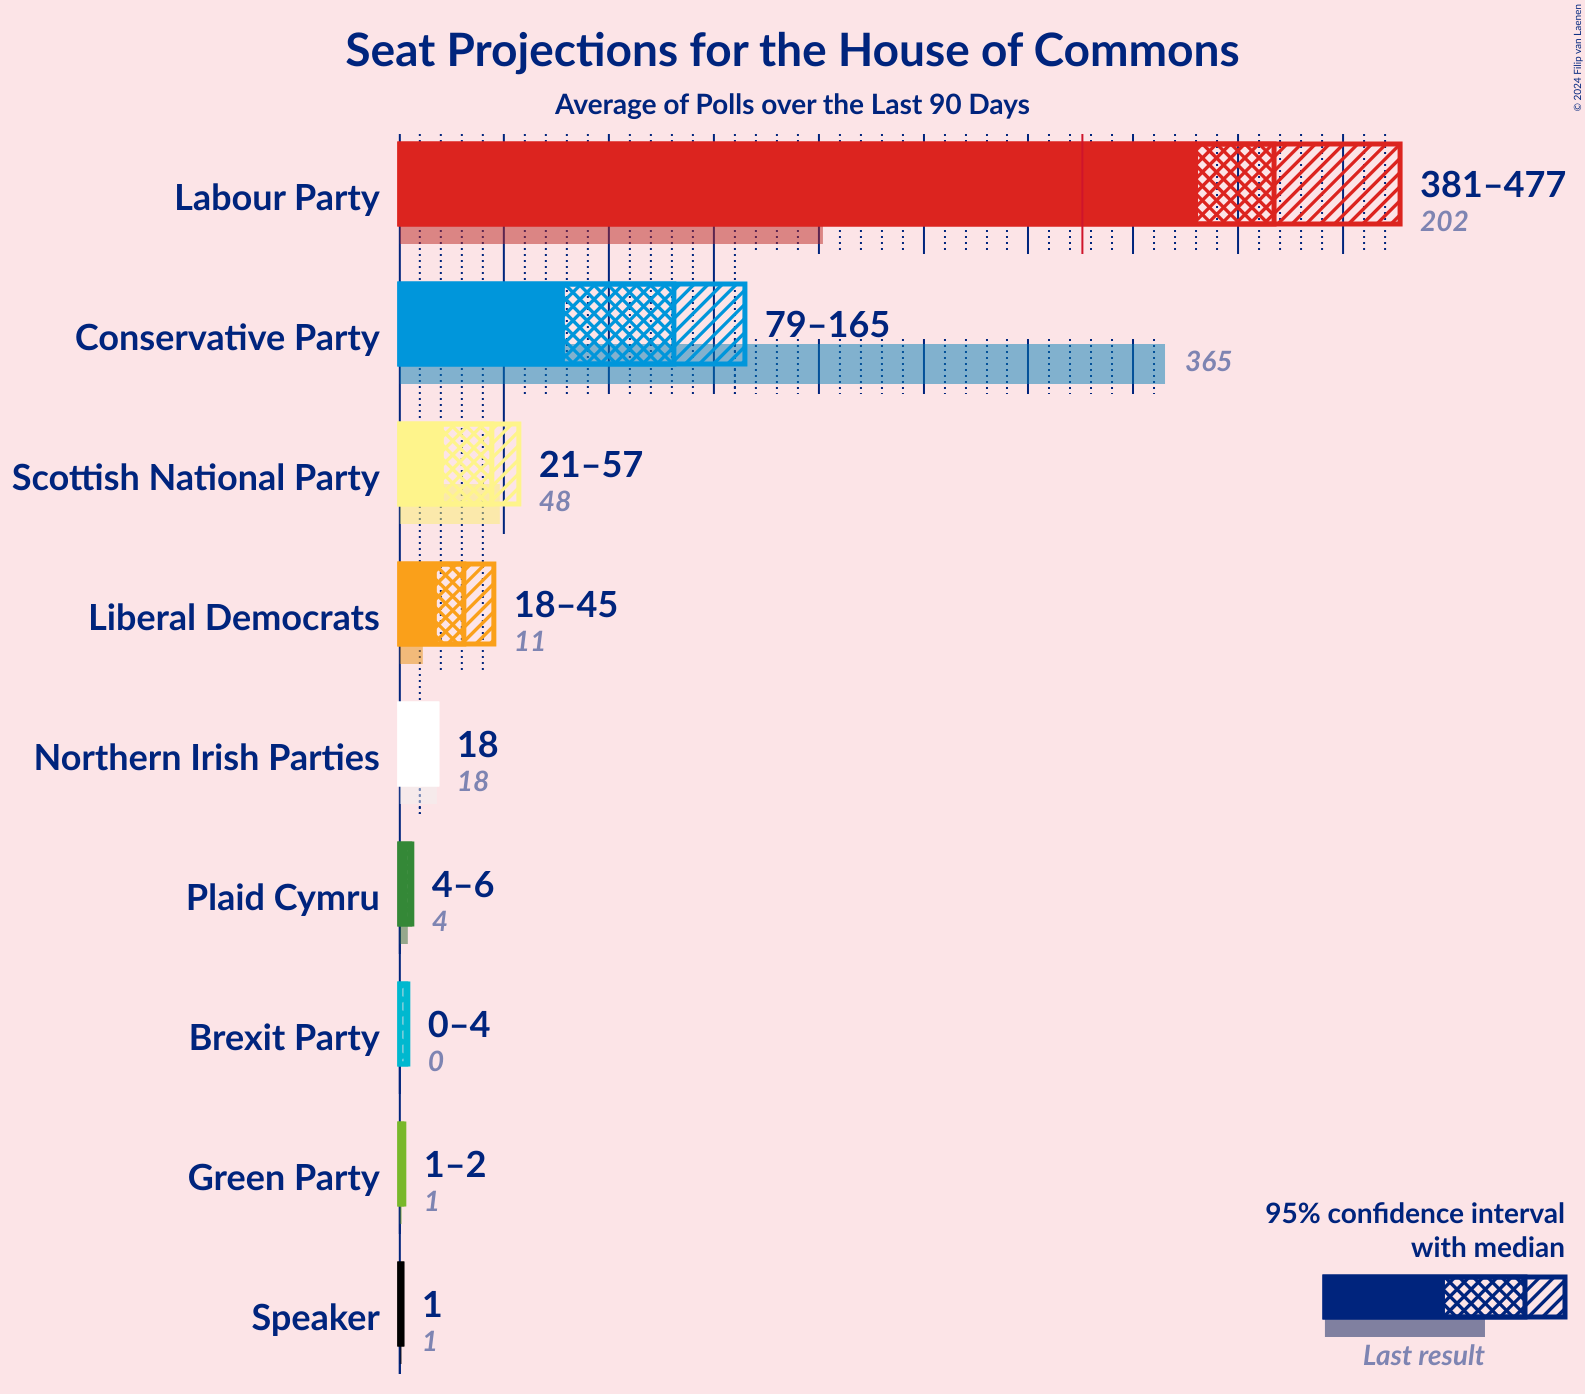 Seat Projections for the House of Commons
Average of Polls over the Last 90 Days
© 2024 Filip van Laenen
Labour Party
381–477
202
Conservative Party
79–165
365
Scottish National Party
21–57
48
Liberal Democrats
18–45
11
Northern Irish Parties
18
18
Plaid Cymru
4–6
4
Brexit Party
0–4
0
Green Party
1–2
1
Speaker
1
1
95% confidence interval
with median
Last result